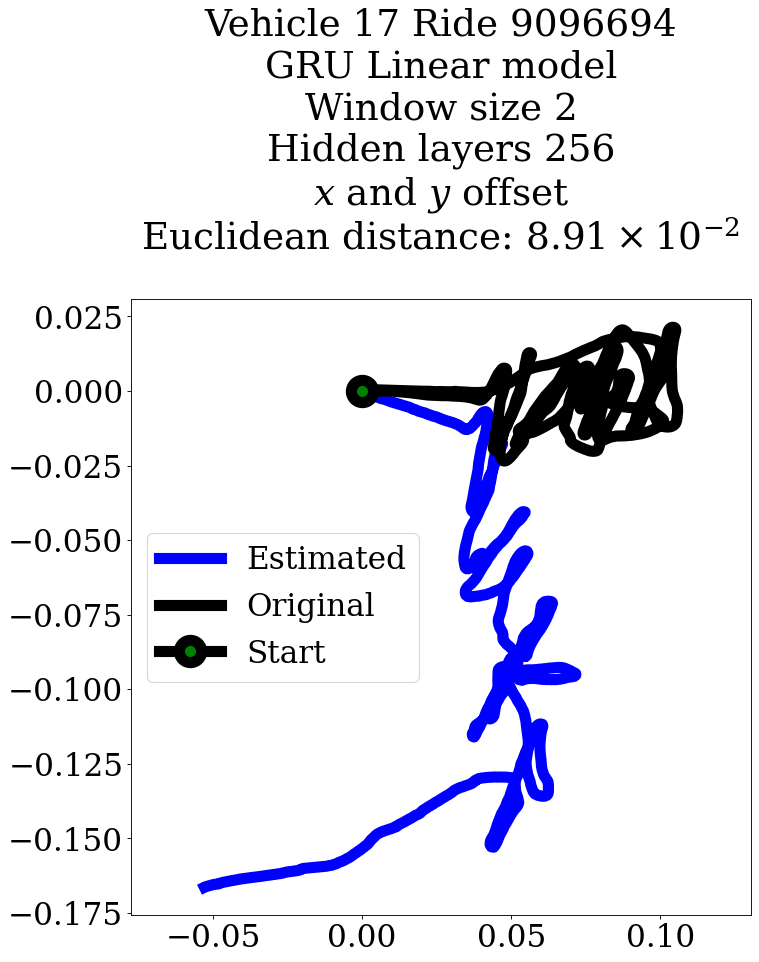 Vehicle 17 Ride 9096694
GRU Linear model
Window size 2
Hidden layers 256
x and y offset
Euclidean distance: 8.91 × 10⁻²
0.025
0.000
−0.025
−0.050
−0.075
−0.100
−0.125
−0.150
−0.175
Estimated
Original
Start
−0.05
0.00
0.05
0.10